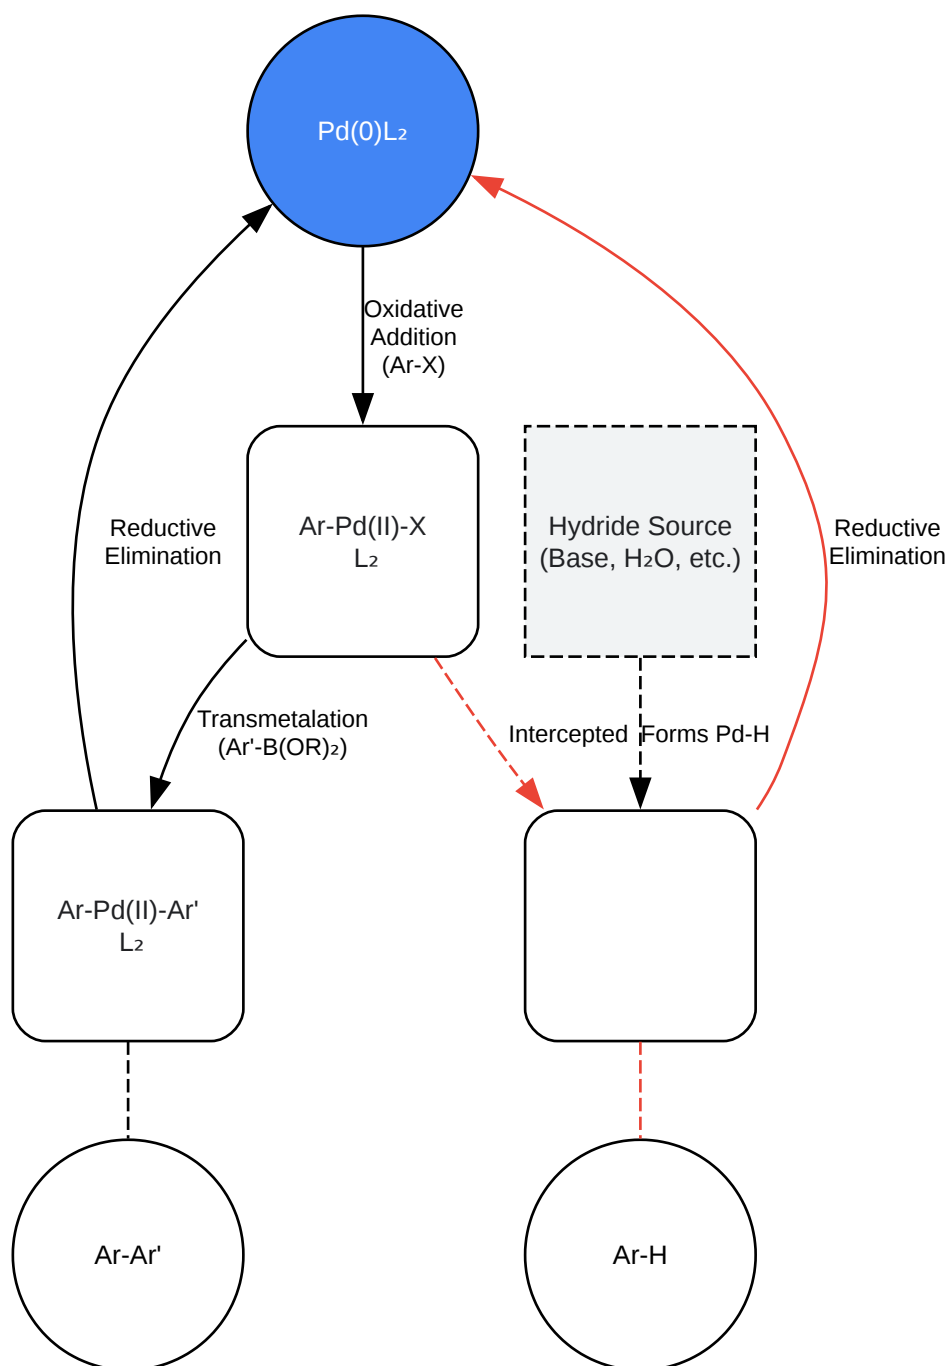 Pd(0)L₂
Oxidative
Addition
(Ar-X)
Ar-Pd(II)-X
L₂
Hydride Source
(Base, H₂O, etc.)
Reductive
Elimination
Reductive
Elimination
Transmetalation
(Ar'-B(OR)₂)
Intercepted
Forms Pd-H
Ar-Pd(II)-Ar'
L₂
Ar-Ar'
Ar-H